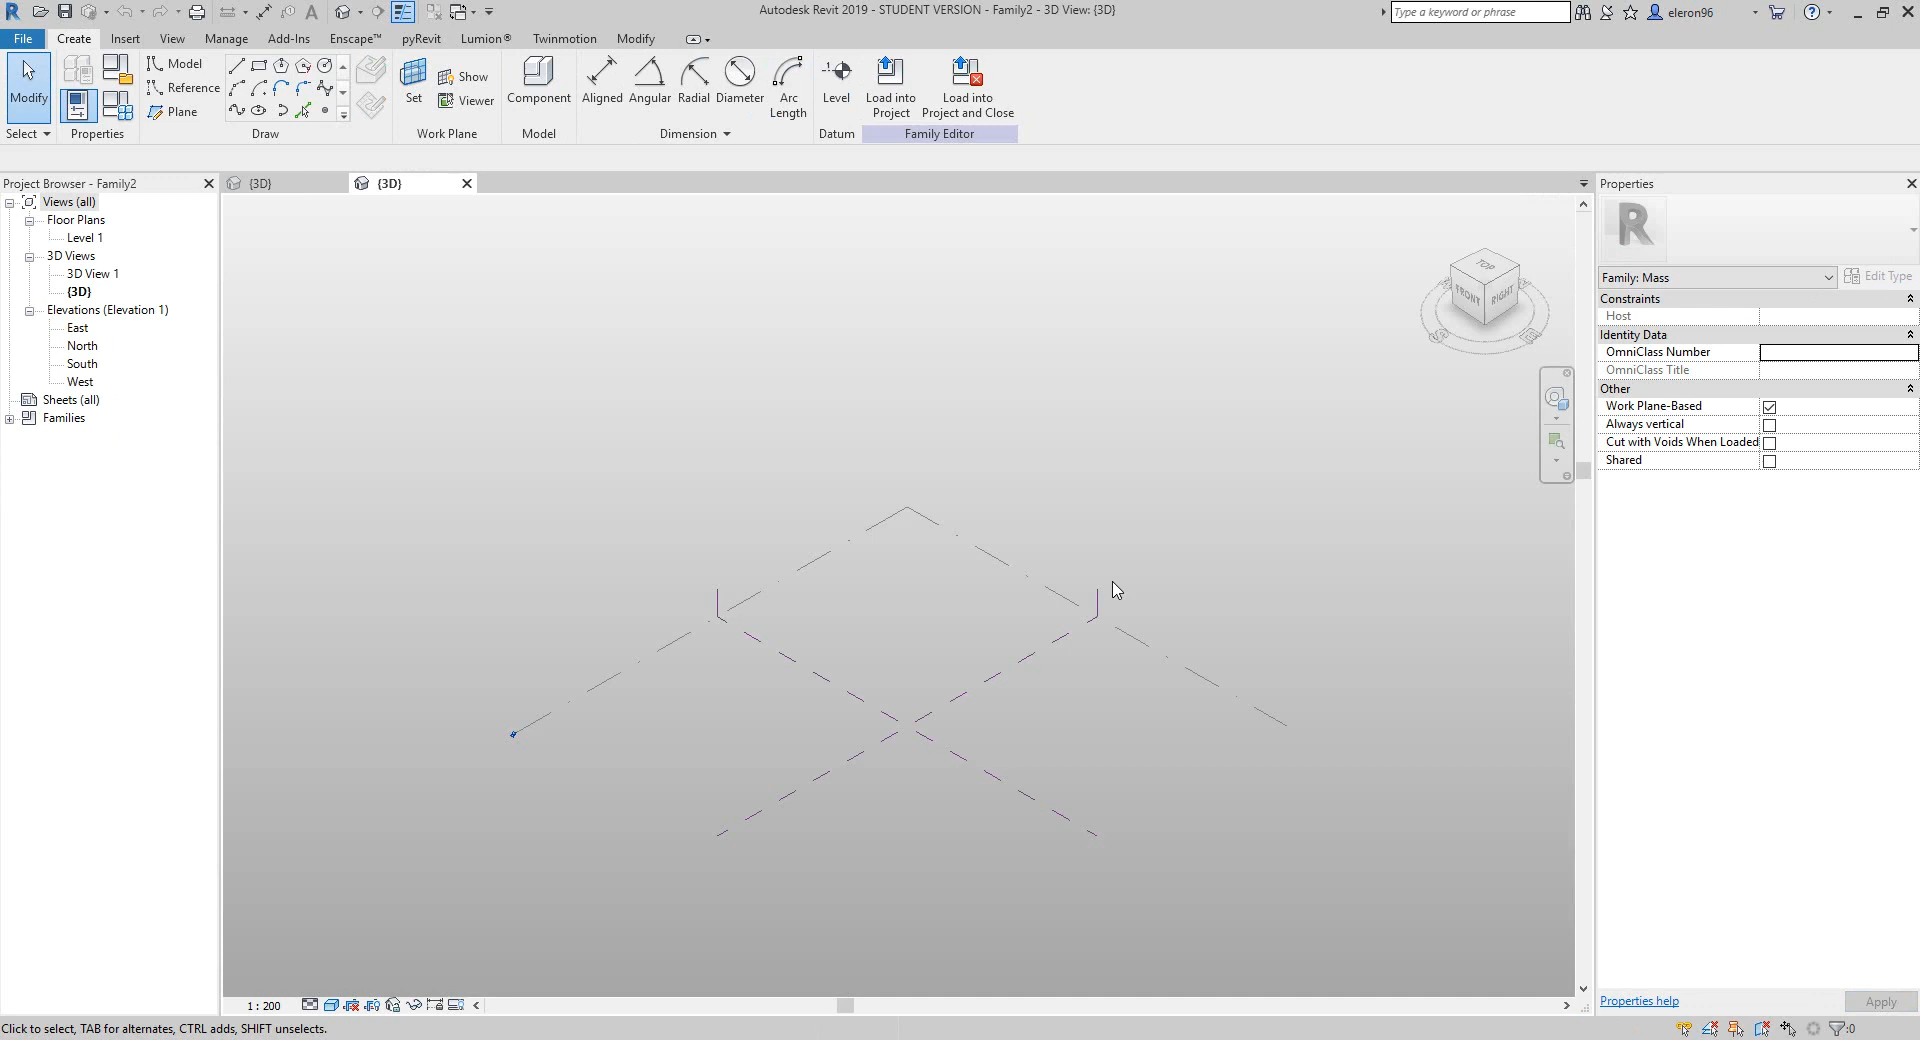 Autodesk Revit 2019 - STUDENT VERSION - Family2 - 3D View: {3D}
Type a keyword or phrase
eleron96
File Create Insert View Manage Add-Ins Enscape™ pyRevit Lumion® Twinmotion Modify
Modify
Model
Reference
Plane
Set
Show
Viewer
Component
Aligned Angular Radial Diameter Arc Length
Level
Load into Project
Load into Project and Close
Select Properties Draw Work Plane Model Dimension Datum Family Editor
Project Browser - Family2
Views (all)
Floor Plans
Level 1
3D Views
3D View 1
{3D}
Elevations (Elevation 1)
East
North
South
West
Sheets (all)
Families
{3D}
{3D}
TOP
FRONT
RIGHT
S
E
1 : 200
Properties
R
Family: Mass
Edit Type
Constraints
Host
Identity Data
OmniClass Number
OmniClass Title
Other
Work Plane-Based
Always vertical
Cut with Voids When Loaded
Shared
Properties help
Apply
Click to select, TAB for alternates, CTRL adds, SHIFT unselects.
:0